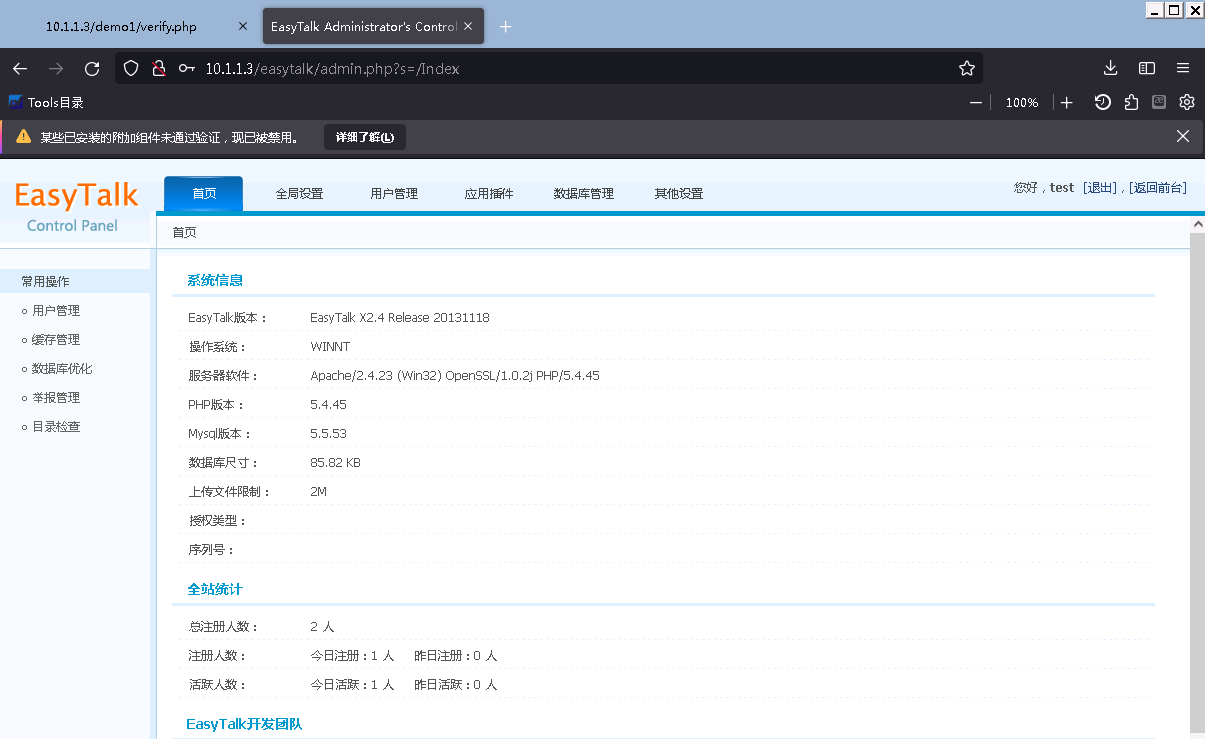 10.1.1.3/demo1/verify.php
EasyTalk Administrator's Control
10.1.1.3/easytalk/admin.php?s=/Index
Tools目录
100%
某些已安装的附加组件未通过验证，现已被禁用。 详细了解(L)
EasyTalk
Control Panel
首页 全局设置 用户管理 应用插件 数据库管理 其他设置
您好，test [退出]，[返回前台]
首页
常用操作
用户管理
缓存管理
数据库优化
举报管理
目录检查
系统信息
EasyTalk版本： EasyTalk X2.4 Release 20131118
操作系统： WINNT
服务器软件： Apache/2.4.23 (Win32) OpenSSL/1.0.2j PHP/5.4.45
PHP版本： 5.4.45
Mysql版本： 5.5.53
数据库尺寸： 85.82 KB
上传文件限制： 2M
授权类型：
序列号：
全站统计
总注册人数： 2 人
注册人数： 今日注册：1 人 昨日注册：0 人
活跃人数： 今日活跃：1 人 昨日活跃：0 人
EasyTalk开发团队